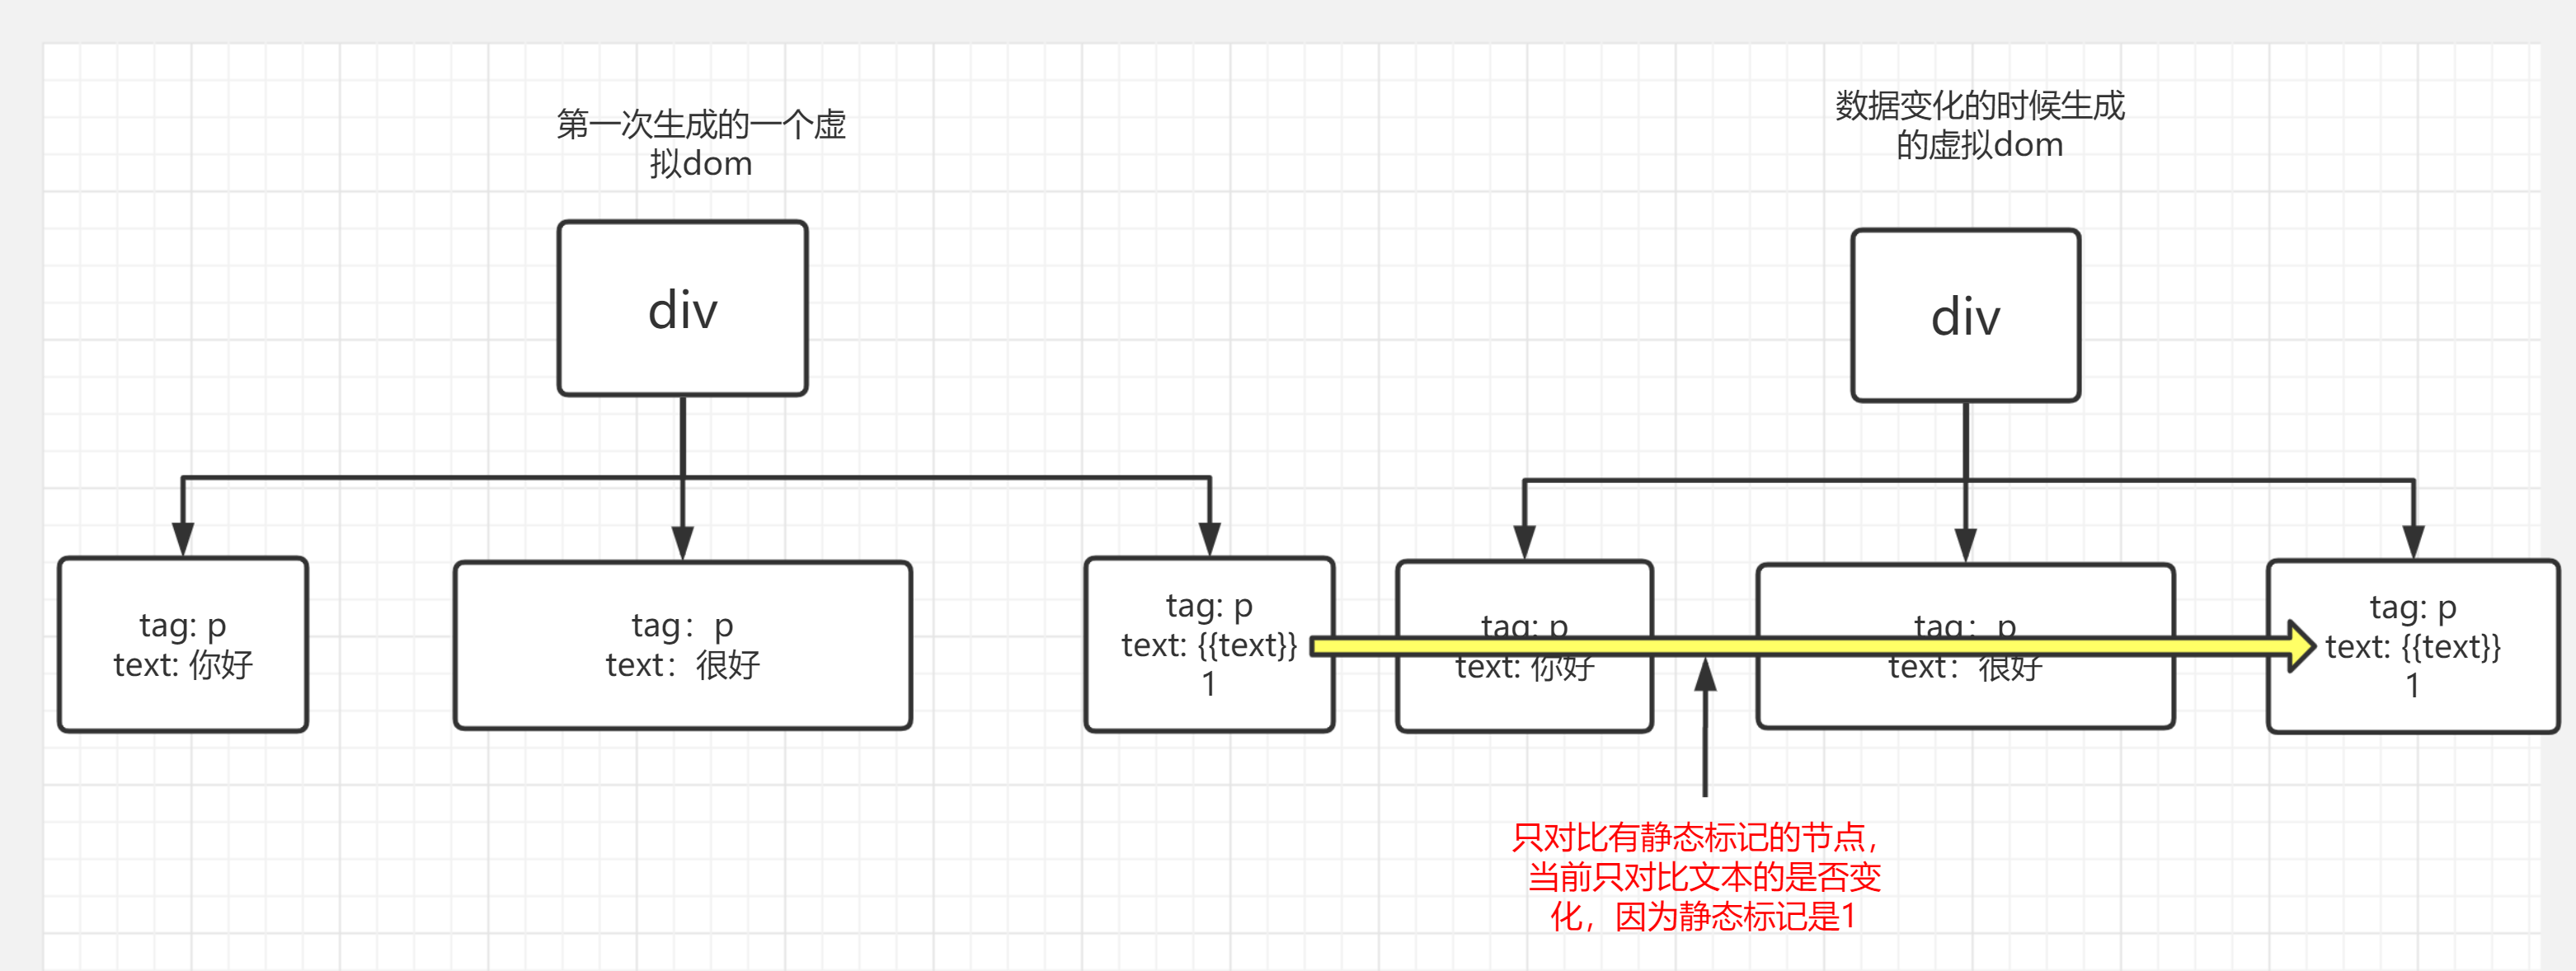 第一次生成的一个虚
拟dom
div
tag: p
text: 你好
tag：p
text：很好
tag: p
text: {{text}}
1
数据变化的时候生成
的虚拟dom
div
tag: p
text: 你好
tag：p
text：很好
tag: p
text: {{text}}
1
只对比有静态标记的节点，
当前只对比文本的是否变
化，因为静态标记是1